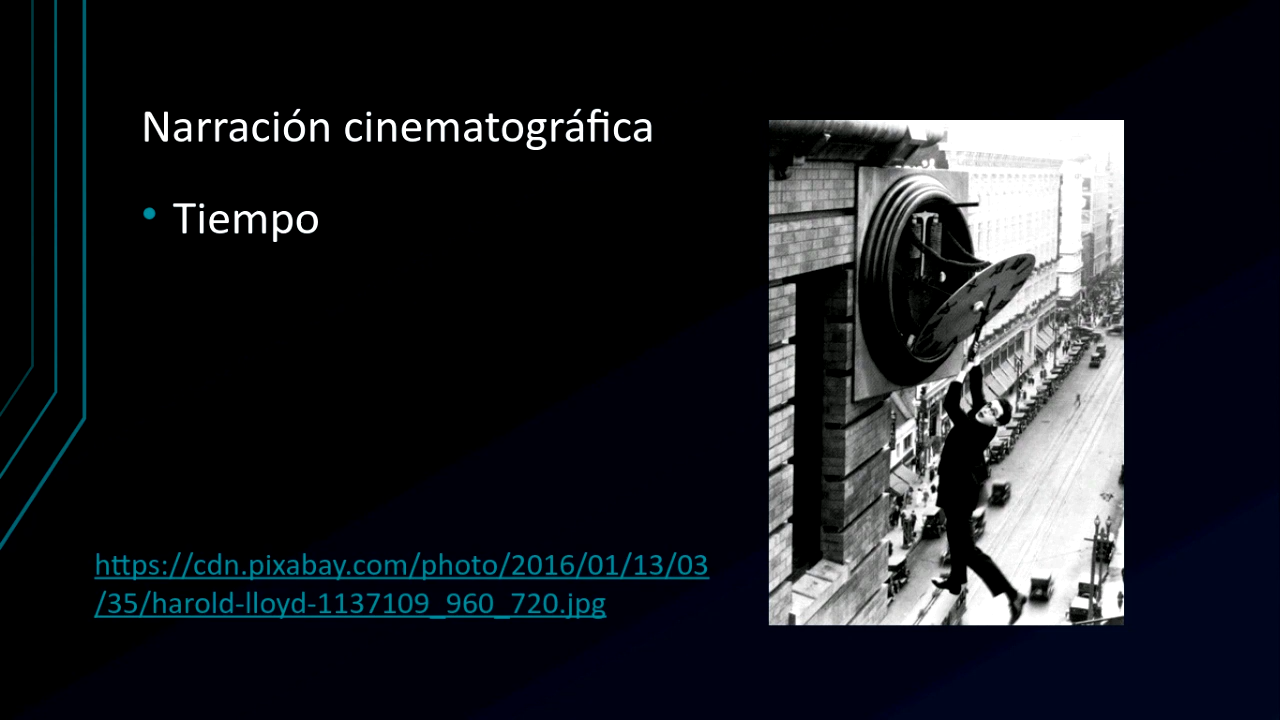 Narración cinematográfica
• Tiempo
https://cdn.pixabay.com/photo/2016/01/13/03
/35/harold-lloyd-1137109_960_720.jpg